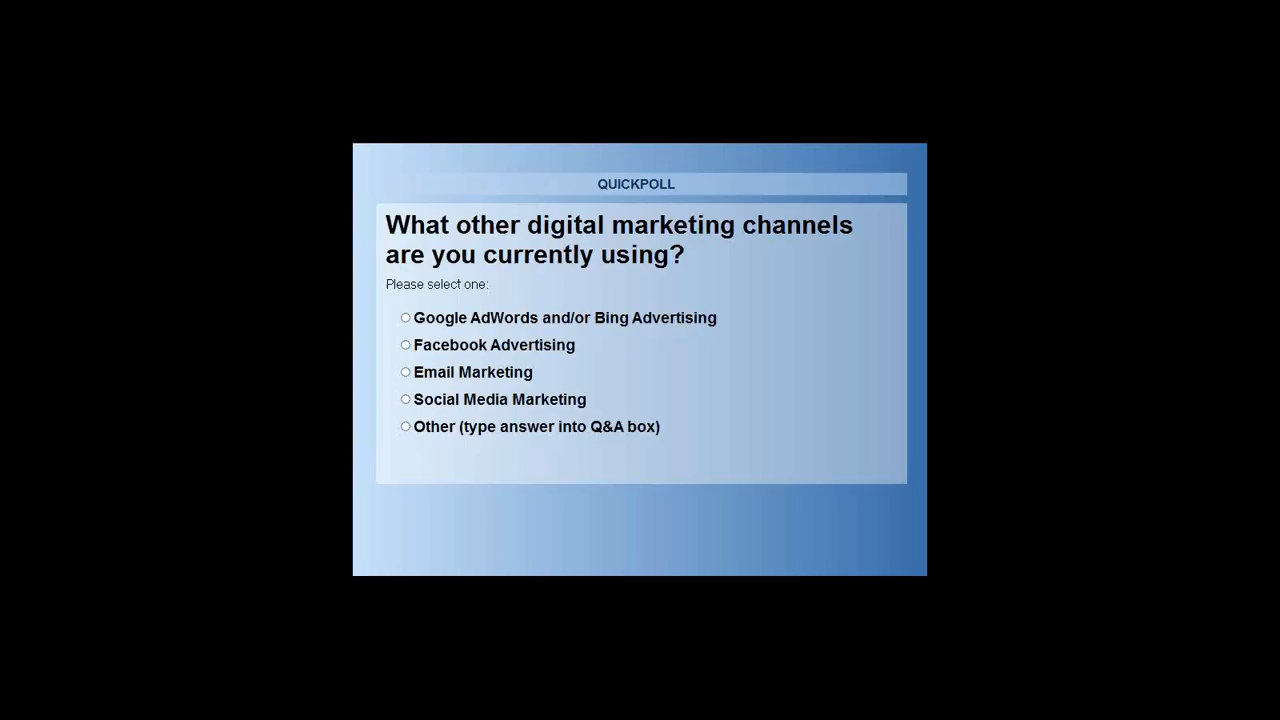 QUICKPOLL
What other digital marketing channels
are you currently using?
Please select one:
Google AdWords and/or Bing Advertising
Facebook Advertising
Email Marketing
Social Media Marketing
Other (type answer into Q&A box)